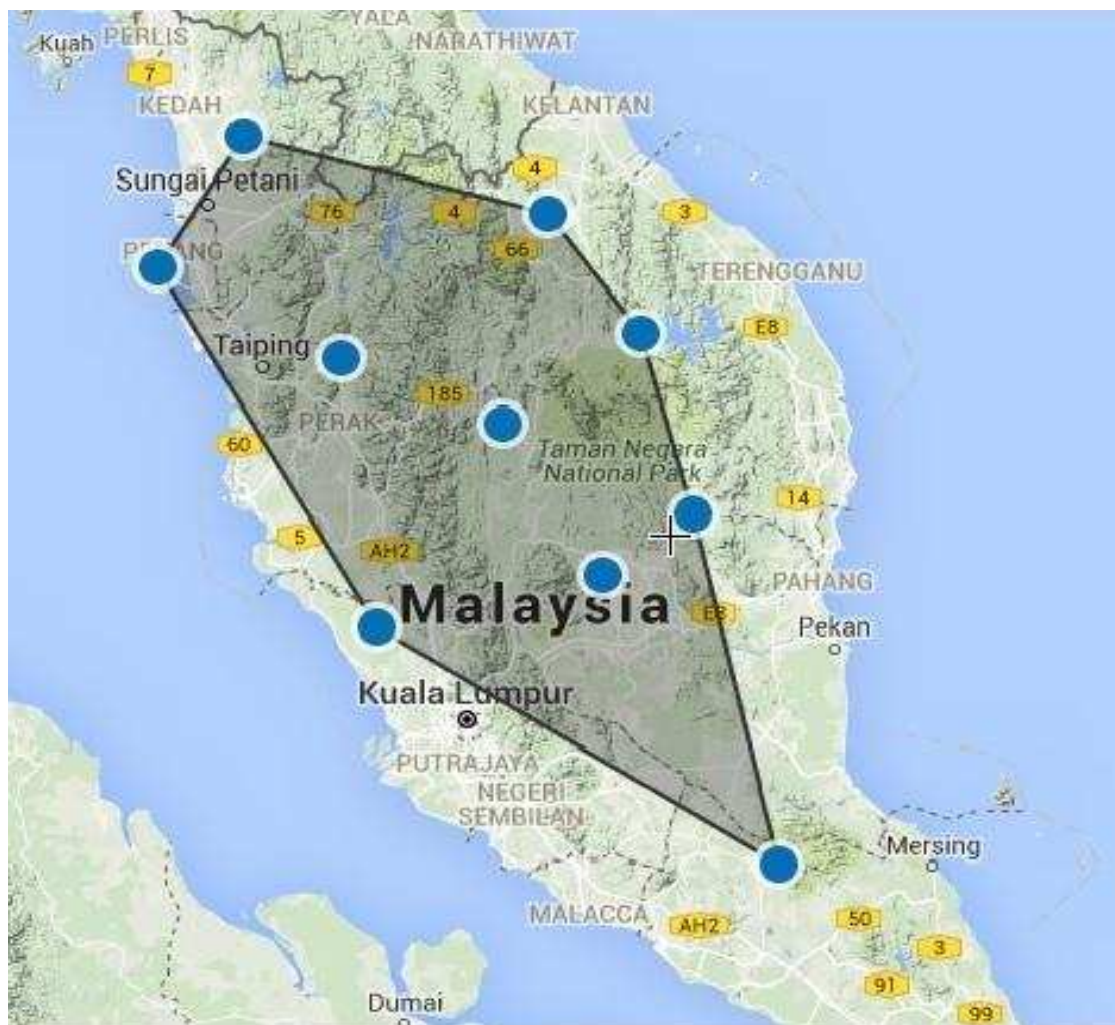 YALA
Kuah
PERLIS
NARATHIWAT
7
KEDAH
KELANTAN
4
Sungai Petani
76
4
3
66
TERENGGANU
E8
Taiping
185
PERAK
60
Taman Negara
National Park
14
5
AH2
PAHANG
Malaysia
E8
Pekan
Kuala Lumpur
PUTRAJAYA
NEGERI
SEMBILAN
Mersing
MALACCA
AH2
50
3
91
Dumai
99